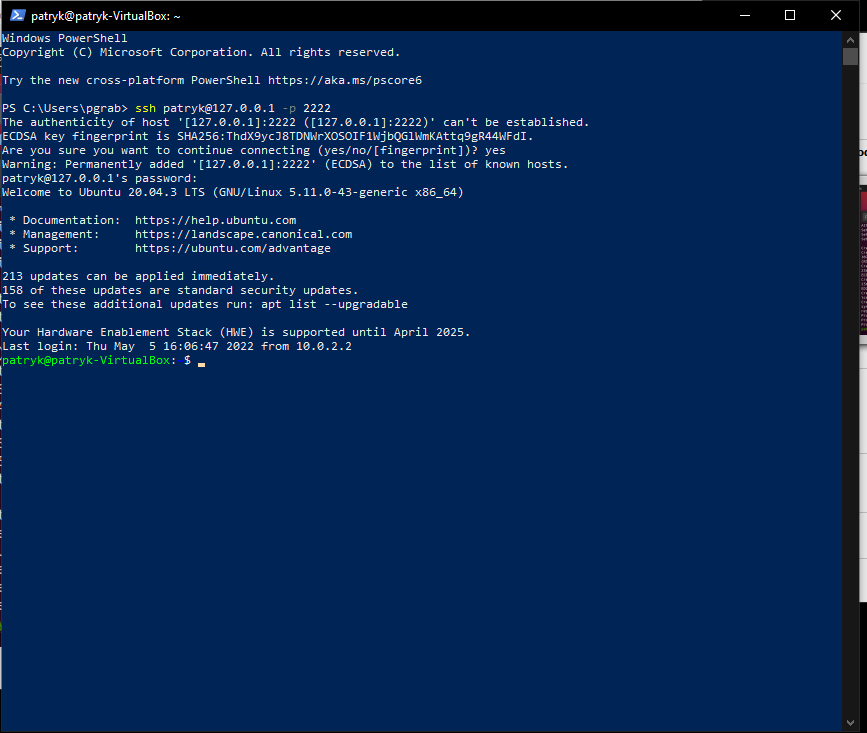 patryk@patryk-VirtualBox: ~
Windows PowerShell
Copyright (C) Microsoft Corporation. All rights reserved.
Try the new cross-platform PowerShell https://aka.ms/pscore6
PS C:\Users\pgrab> ssh patryk@127.0.0.1 -p 2222
The authenticity of host '[127.0.0.1]:2222 ([127.0.0.1]:2222)' can't be established.
ECDSA key fingerprint is SHA256:ThdX9ycJ8TDNWrXOSOIF1WjbQGlWmKAttq9gR44WFdI.
Are you sure you want to continue connecting (yes/no/[fingerprint])? yes
Warning: Permanently added '[127.0.0.1]:2222' (ECDSA) to the list of known hosts.
patryk@127.0.0.1's password:
Welcome to Ubuntu 20.04.3 LTS (GNU/Linux 5.11.0-43-generic x86_64)
* Documentation:  https://help.ubuntu.com
* Management:     https://landscape.canonical.com
* Support:        https://ubuntu.com/advantage
213 updates can be applied immediately.
158 of these updates are standard security updates.
To see these additional updates run: apt list --upgradable
Your Hardware Enablement Stack (HWE) is supported until April 2025.
Last login: Thu May  5 16:06:47 2022 from 10.0.2.2
patryk@patryk-VirtualBox: $